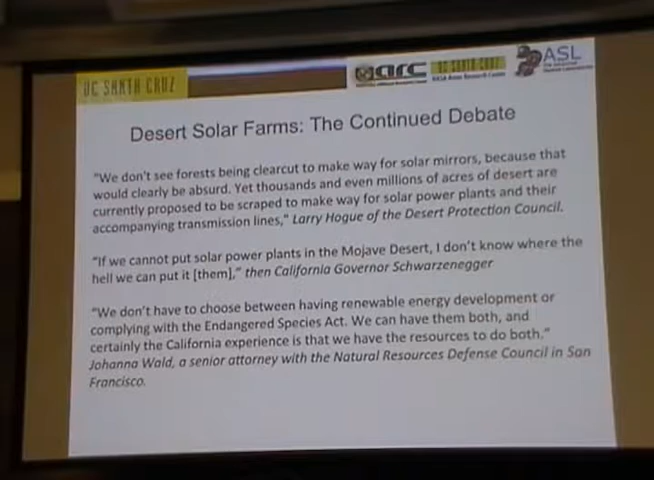 UC SANTA CRUZ
arc
UC SANTA CRUZ
ASL
Desert Solar Farms: The Continued Debate
"We don't see forests being clearcut to make way for solar mirrors, because that
would clearly be absurd. Yet thousands and even millions of acres of desert are
currently proposed to be scraped to make way for solar power plants and their
accompanying transmission lines," Larry Hogue of the Desert Protection Council.
"If we cannot put solar power plants in the Mojave Desert, I don't know where the
hell we can put it [them]," then California Governor Schwarzenegger
"We don't have to choose between having renewable energy development or
complying with the Endangered Species Act. We can have them both, and
certainly the California experience is that we have the resources to do both."
Johanna Wald, a senior attorney with the Natural Resources Defense Council in San
Francisco.